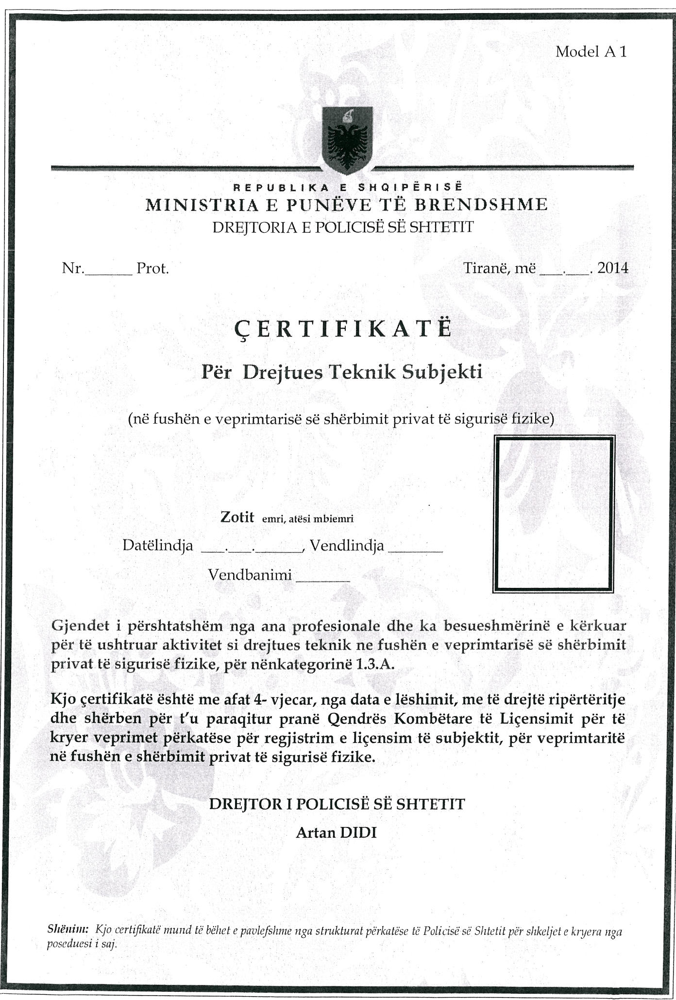 Model A 1
REPUBLIKA E SHQIPËRISË
MINISTRIA E PUNËVE TË BRENDSHME
DREJTORIA E POLICISË SË SHTETIT
Nr.______ Prot.
Tiranë, më ___.___. 2014
ÇERTIFIKATË
Për Drejtues Teknik Subjekti
(në fushën e veprimtarisë së shërbimit privat të sigurisë fizike)
Zotit emri, atësi mbiemri
Datëlindja ___.___.______, Vendlindja _______
Vendbanimi _______
Gjendet i përshtatshëm nga ana profesionale dhe ka besueshmërinë e kërkuar
për të ushtruar aktivitet si drejtues teknik ne fushën e veprimtarisë së shërbimit
privat të sigurisë fizike, për nënkategorinë 1.3.A.
Kjo çertifikatë është me afat 4- vjecar, nga data e lëshimit, me të drejtë ripërtëritje
dhe shërben për t'u paraqitur pranë Qendrës Kombëtare të Liçensimit për të
kryer veprimet përkatëse për regjistrim e liçensim të subjektit, për veprimtaritë
në fushën e shërbimit privat të sigurisë fizike.
DREJTOR I POLICISË SË SHTETIT
Artan DIDI
Shënim: Kjo certifikatë mund të bëhet e pavlefshme nga strukturat përkatëse të Policisë së Shtetit për shkeljet e kryera nga
poseduesi i saj.